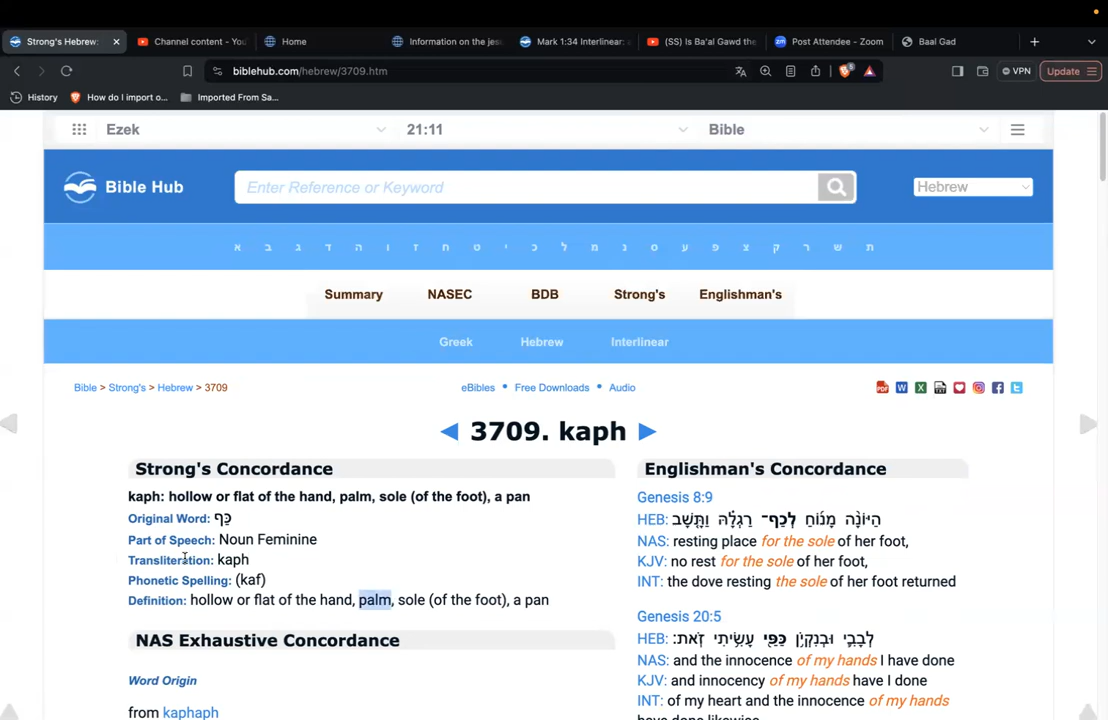 Strong's Hebrew:
Channel content - You
Home
Information on the jes
Mark 1:34 Interlinear:
(SS) Is Ba'al Gawd the
Post Attendee - Zoom
Baal Gad
biblehub.com/hebrew/3709.htm
5
VPN
Update
History
How do I import o...
Imported From Sa...
Ezek
21:11
Bible
Bible Hub
Enter Reference or Keyword
Hebrew
א ב ג ד ה ו ז ח ט י כ ל מ נ ס ע פ צ ק ר ש ת
Summary
NASEC
BDB
Strong's
Englishman's
Greek
Hebrew
Interlinear
Bible > Strong's > Hebrew > 3709
eBibles • Free Downloads • Audio
◄ 3709. kaph ►
Strong's Concordance
kaph: hollow or flat of the hand, palm, sole (of the foot), a pan
Original Word: כַּף
Part of Speech: Noun Feminine
Transliteration: kaph
Phonetic Spelling: (kaf)
Definition: hollow or flat of the hand, palm, sole (of the foot), a pan
NAS Exhaustive Concordance
Word Origin
from kaphaph
Englishman's Concordance
Genesis 8:9
HEB: הַיּוֹנָ֨ה מָנ֜וֹחַ לְכַף־ רַגְלָ֗הּ וַתָּ֤שָׁב
NAS: resting place for the sole of her foot,
KJV: no rest for the sole of her foot,
INT: the dove resting the sole of her foot returned
Genesis 20:5
HEB: לְבָבִ֛י וּבְנִקְיֹ֥ן כַּפַּ֖י עָשִׂ֥יתִי זֹֽאת׃
NAS: and the innocence of my hands I have done
KJV: and innocency of my hands have I done
INT: of my heart and the innocence of my hands
have done likewise